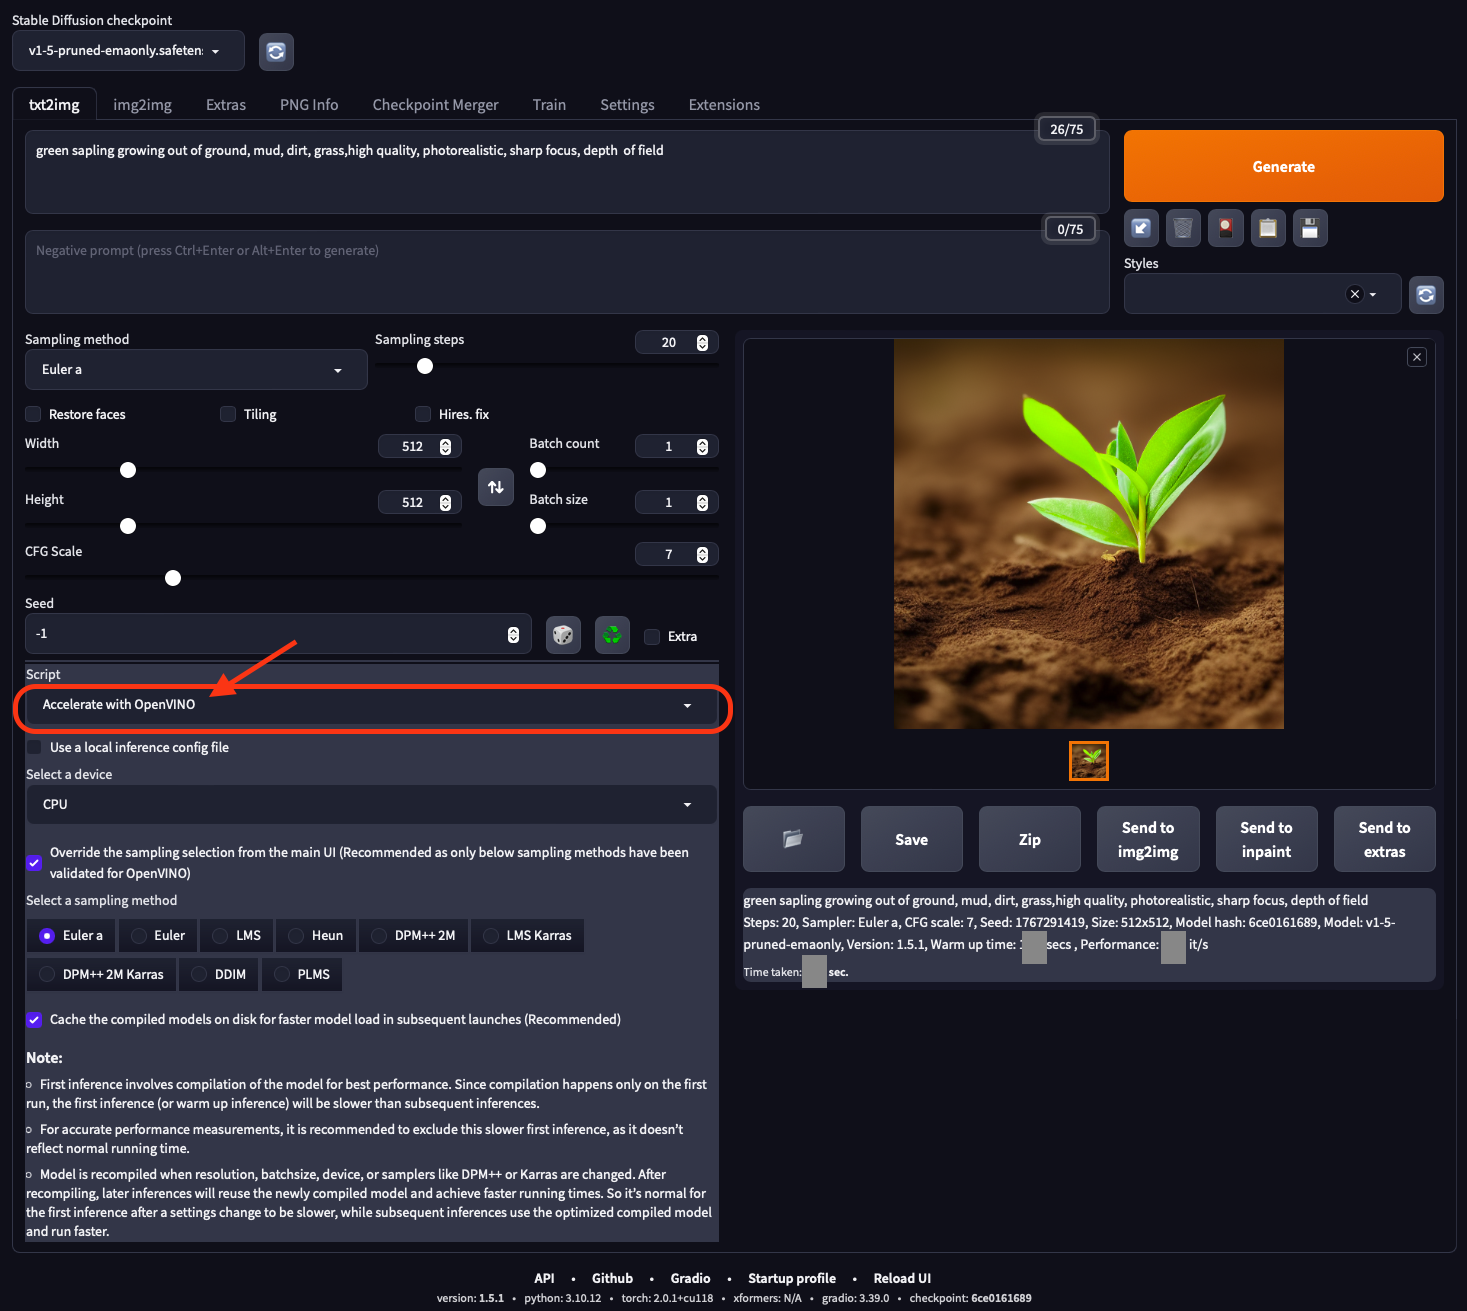 Stable Diffusion checkpoint
v1-5-pruned-emaonly.safeten
txt2img img2img Extras PNG Info Checkpoint Merger Train Settings Extensions
26/75
green sapling growing out of ground, mud, dirt, grass,high quality, photorealistic, sharp focus, depth of field
Generate
0/75
Negative prompt (press Ctrl+Enter or Alt+Enter to generate)
Styles
Sampling method
Euler a
Sampling steps
20
Restore faces Tiling Hires. fix
Width
512
Batch count
1
Height
512
Batch size
1
CFG Scale
7
Seed
-1
Extra
Script
Accelerate with OpenVINO
Use a local inference config file
Select a device
CPU
Override the sampling selection from the main UI (Recommended as only below sampling methods have been
validated for OpenVINO)
Select a sampling method
Euler a Euler LMS Heun DPM++ 2M LMS Karras
DPM++ 2M Karras DDIM PLMS
Cache the compiled models on disk for faster model load in subsequent launches (Recommended)
Note:
First inference involves compilation of the model for best performance. Since compilation happens only on the first
run, the first inference (or warm up inference) will be slower than subsequent inferences.
For accurate performance measurements, it is recommended to exclude this slower first inference, as it doesn't
reflect normal running time.
Model is recompiled when resolution, batchsize, device, or samplers like DPM++ or Karras are changed. After
recompiling, later inferences will reuse the newly compiled model and achieve faster running times. So it's normal for
the first inference after a settings change to be slower, while subsequent inferences use the optimized compiled model
and run faster.
Save
Zip
Send to
img2img
Send to
inpaint
Send to
extras
green sapling growing out of ground, mud, dirt, grass,high quality, photorealistic, sharp focus, depth of field
Steps: 20, Sampler: Euler a, CFG scale: 7, Seed: 1767291419, Size: 512x512, Model hash: 6ce0161689, Model: v1-5-
pruned-emaonly, Version: 1.5.1, Warm up time: secs , Performance: it/s
Time taken: sec.
API • Github • Gradio • Startup profile • Reload UI
version: 1.5.1 • python: 3.10.12 • torch: 2.0.1+cu118 • xformers: N/A • gradio: 3.39.0 • checkpoint: 6ce0161689